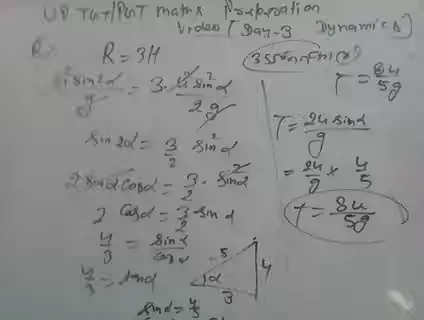 UP TGT/PGT maths Preparation
Video (Day-3 Dynamics)
R = 3H
u² sin2α / g = 3 · u² sin²α / 2g
sin 2α = 3/2 sin²α
2 sinα cosα = 3/2 · sin²α
2 cosα = 3/2 · sin α
4/3 = sinα / cosα
4/3 = tanα
5
α
4
3
sinα = 4/5
T = 8u / 5g
T = 2u sinα / g
= 2u / g × 4/5
T = 8u / 5g